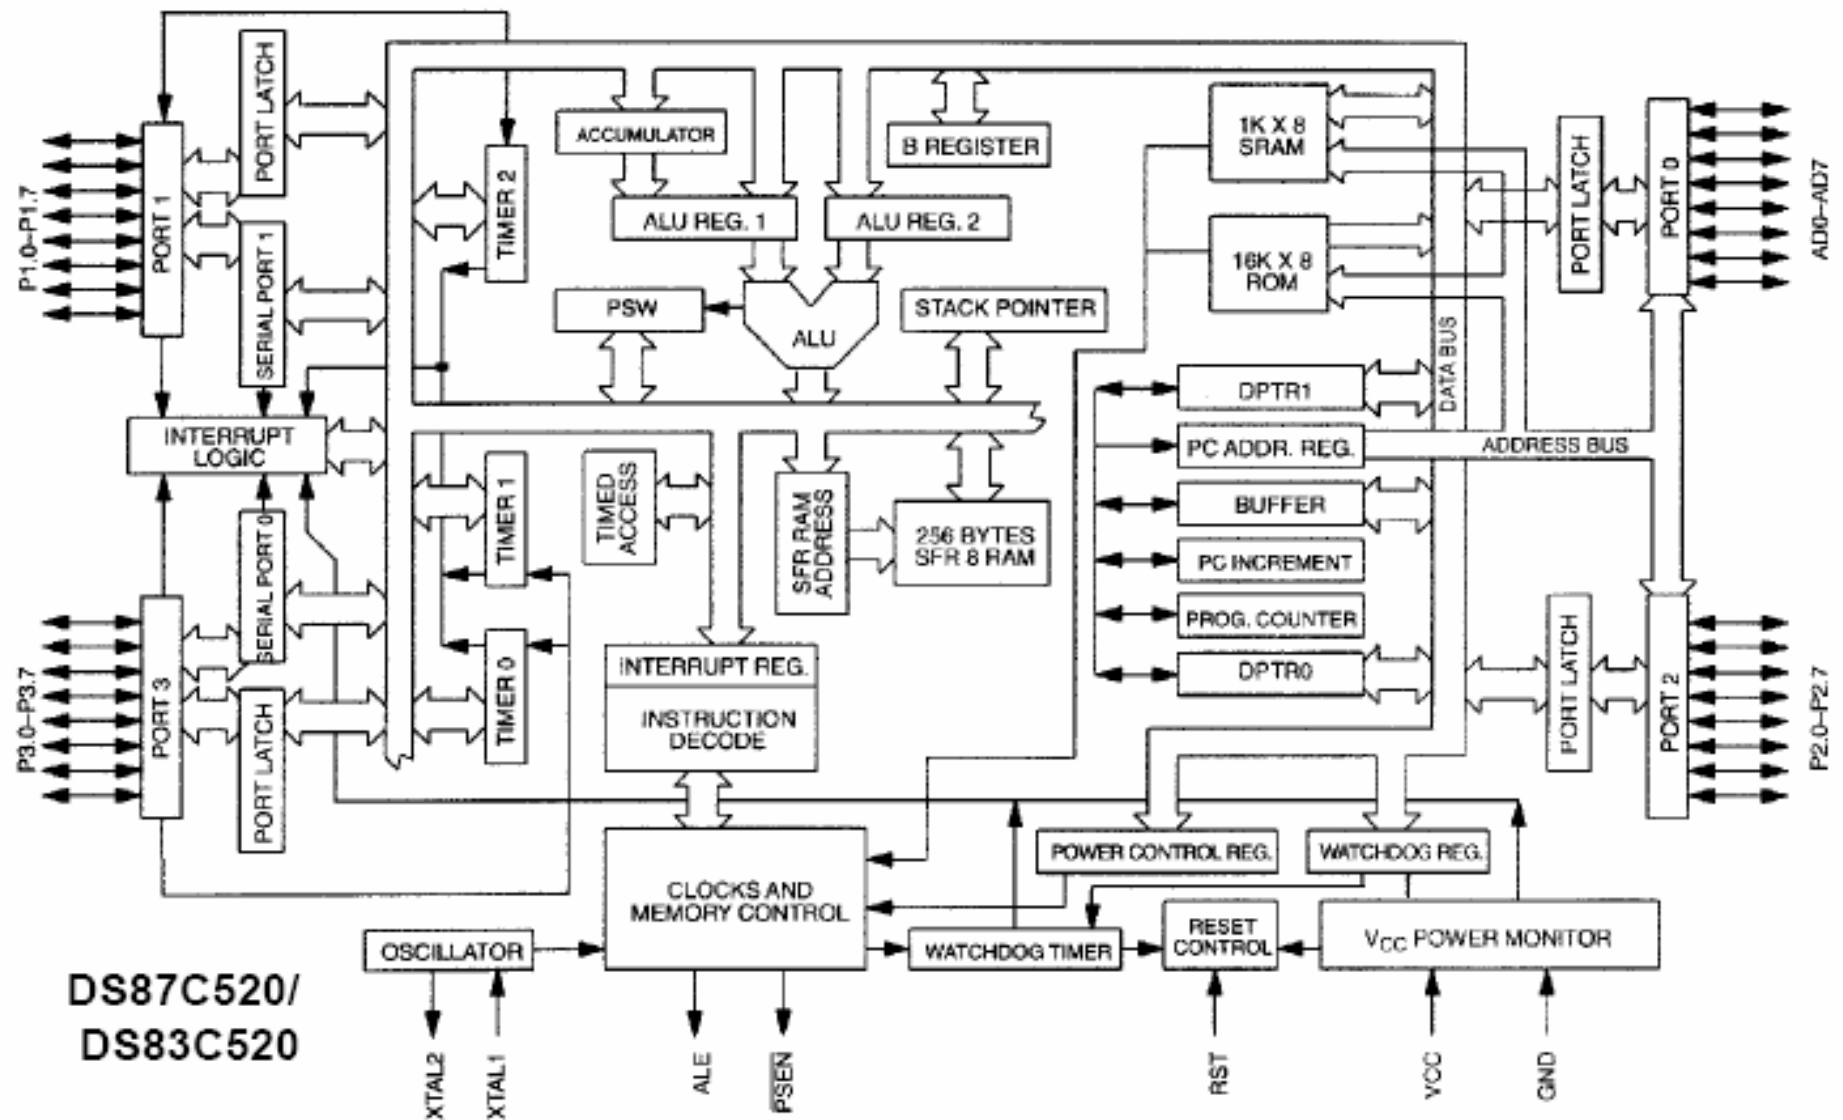 PORT LATCH
PORT 1
P1.0–P1.7
SERIAL PORT 1
TIMER 2
ACCUMULATOR
B REGISTER
ALU REG. 1
ALU REG. 2
PSW
ALU
STACK POINTER
1K X 8
SRAM
16K X 8
ROM
PORT LATCH
PORT 0
AD0–AD7
DATA BUS
INTERRUPT
LOGIC
DPTR1
PC ADDR. REG.
ADDRESS BUS
BUFFER
PC INCREMENT
PROG. COUNTER
DPTR0
TIMED
ACCESS
SFR RAM
ADDRESS
256 BYTES
SFR 8 RAM
TIMER 1
SERIAL PORT 0
PORT 3
P3.0–P3.7
PORT LATCH
TIMER 0
INTERRUPT REG.
INSTRUCTION
DECODE
PORT LATCH
PORT 2
P2.0–P2.7
POWER CONTROL REG.
WATCHDOG REG.
CLOCKS AND
MEMORY CONTROL
OSCILLATOR
WATCHDOG TIMER
RESET
CONTROL
VCC POWER MONITOR
DS87C520/
DS83C520
XTAL2
XTAL1
ALE
PSEN
RST
VCC
GND